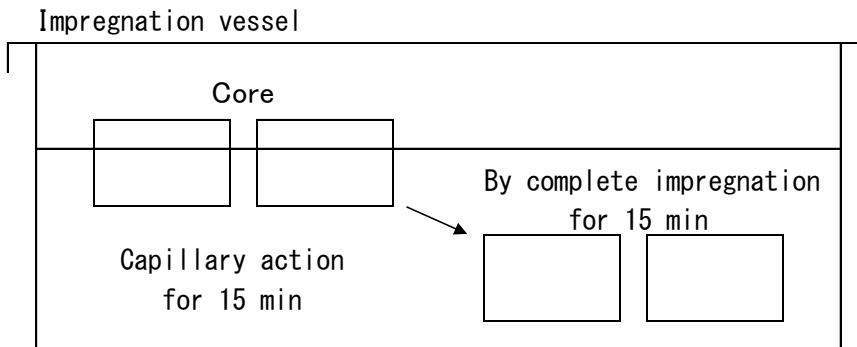 Impregnation vessel
Core
By complete impregnation
for 15 min
Capillary action
for 15 min